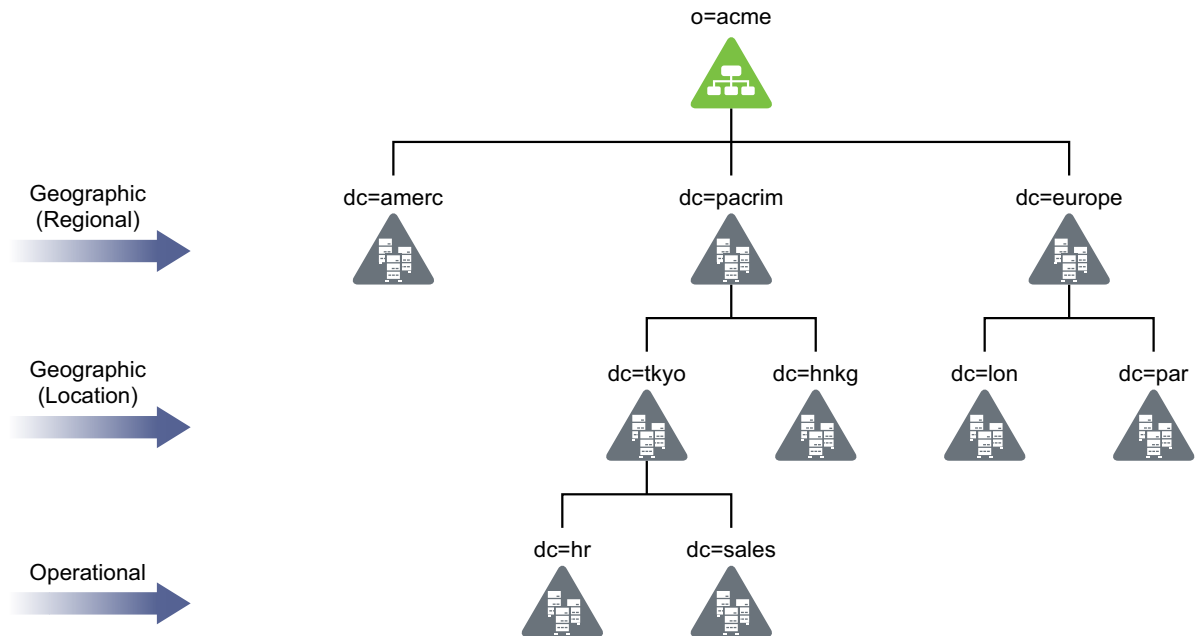 o=acme
Geographic
(Regional)
dc=amerc
dc=pacrim
dc=europe
Geographic
(Location)
dc=tkyo
dc=hnkg
dc=lon
dc=par
Operational
dc=hr
dc=sales